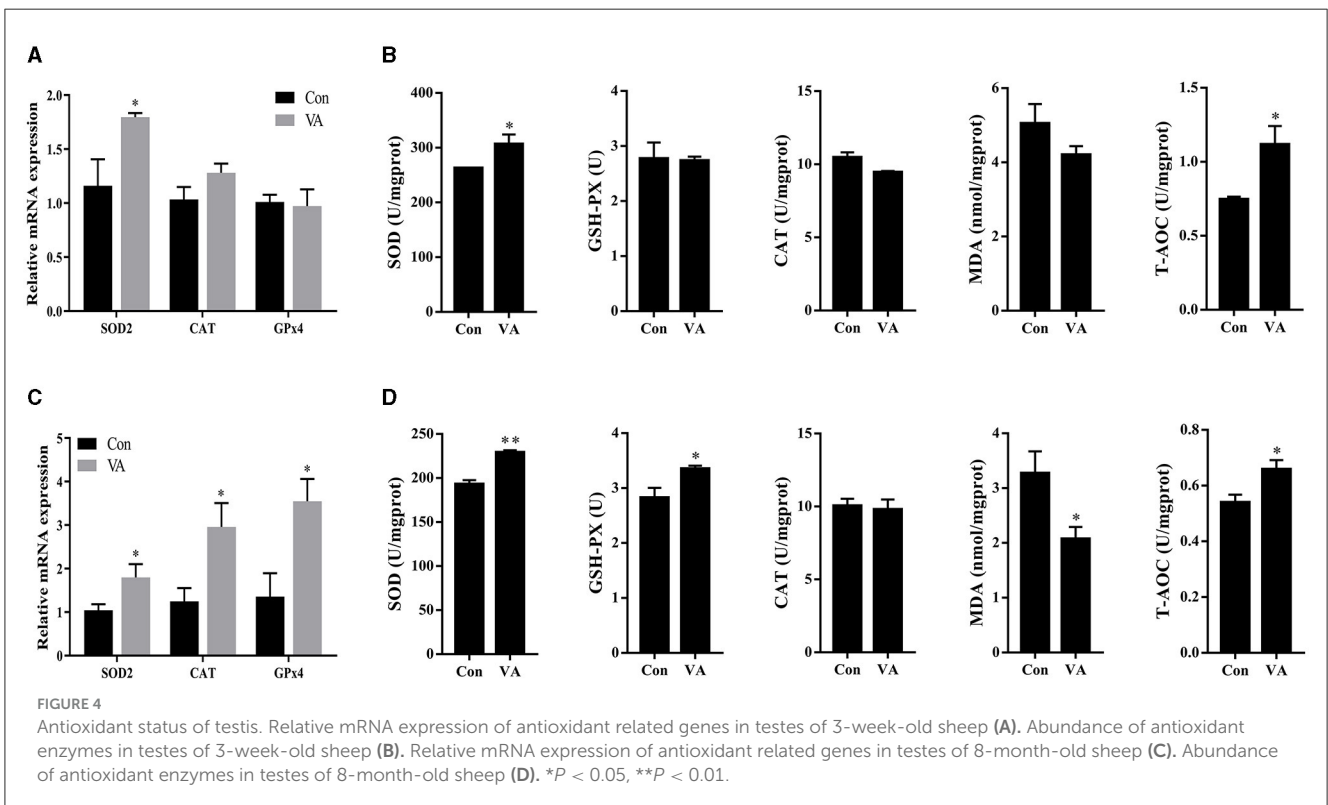 A
Relative mRNA expression
2.0
1.5
1.0
0.5
0.0
*
Con
VA
SOD2 CAT GPx4
B
SOD (U/mgprot)
400
300
200
100
0
*
Con VA
GSH-PX (U)
4
3
2
1
0
Con VA
CAT (U/mgprot)
15
10
5
0
Con VA
MDA (nmol/mgprot)
6
4
2
0
Con VA
T-AOC (U/mgprot)
1.5
1.0
0.5
0.0
*
Con VA
C
Relative mRNA expression
5
4
3
2
1
0
Con
VA
* * *
SOD2 CAT GPx4
D
SOD (U/mgprot)
250
200
150
100
50
0
**
Con VA
GSH-PX (U)
4
3
2
1
0
*
Con VA
CAT (U/mgprot)
15
10
5
0
Con VA
MDA (nmol/mgprot)
4
3
2
1
0
*
Con VA
T-AOC (U/mgprot)
0.8
0.6
0.4
0.2
0.0
*
Con VA
FIGURE 4
Antioxidant status of testis. Relative mRNA expression of antioxidant related genes in testes of 3-week-old sheep (A). Abundance of antioxidant
enzymes in testes of 3-week-old sheep (B). Relative mRNA expression of antioxidant related genes in testes of 8-month-old sheep (C). Abundance
of antioxidant enzymes in testes of 8-month-old sheep (D). *P < 0.05, **P < 0.01.